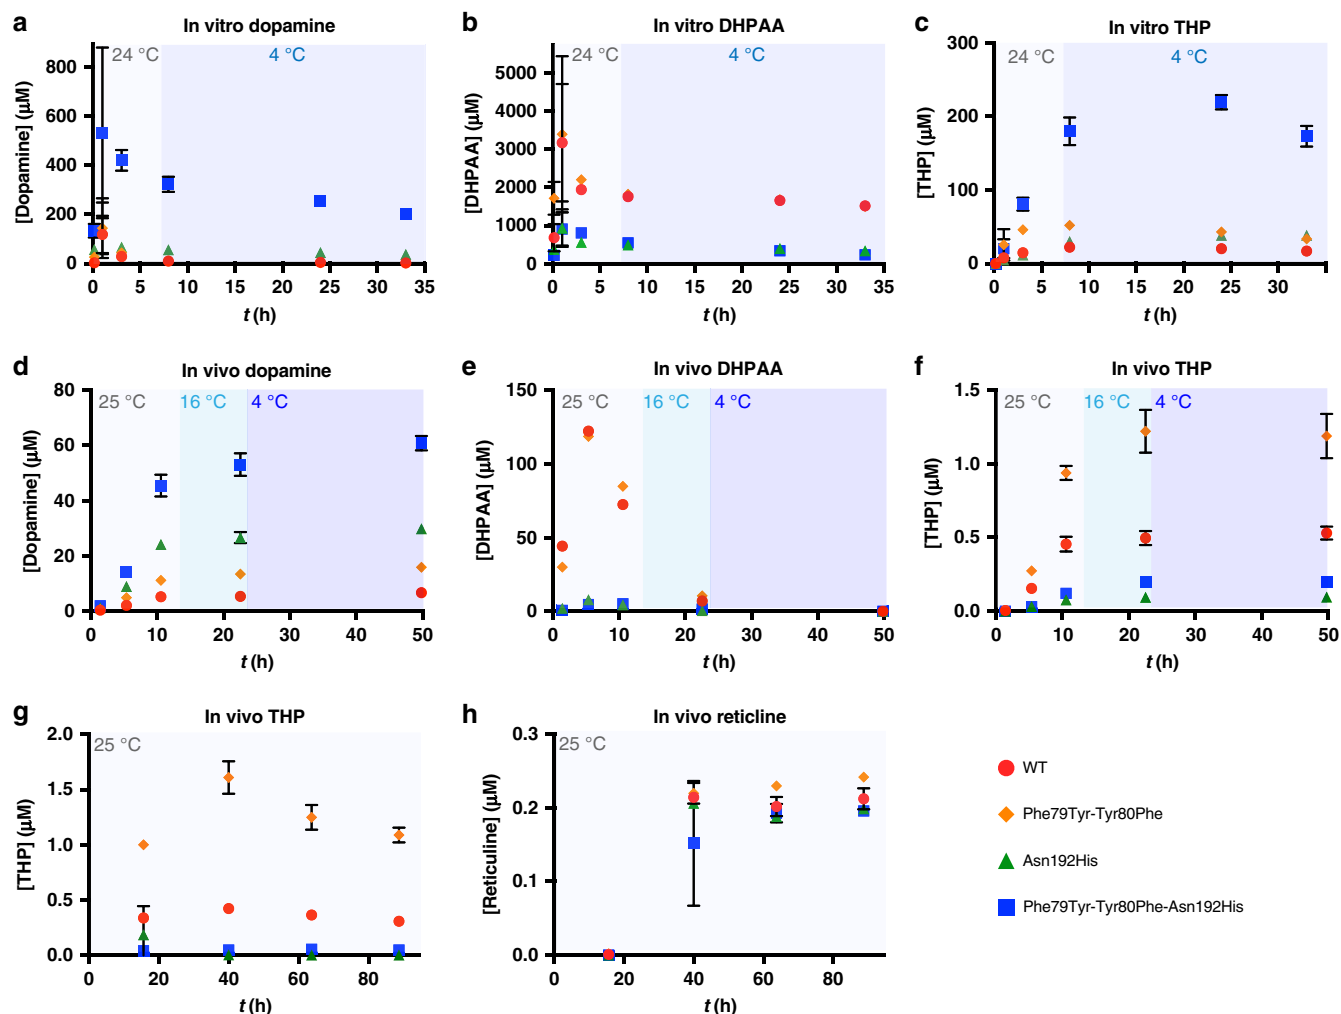 a
In vitro dopamine
[Dopamine] (µM)
800
600
400
200
0
24 °C
4 °C
0 5 10 15 20 25 30 35
t (h)
b
In vitro DHPAA
[DHPAA] (µM)
5000
4000
3000
2000
1000
0
24 °C
4 °C
0 5 10 15 20 25 30 35
t (h)
c
In vitro THP
[THP] (µM)
300
200
100
0
24 °C
4 °C
0 5 10 15 20 25 30
t (h)
d
In vivo dopamine
[Dopamine] (µM)
80
60
40
20
0
25 °C
16 °C
4 °C
0 10 20 30 40 50
t (h)
e
In vivo DHPAA
[DHPAA] (µM)
150
100
50
0
25 °C
16 °C
4 °C
0 10 20 30 40 50
t (h)
f
In vivo THP
[THP] (µM)
1.5
1.0
0.5
0.0
25 °C
16 °C
4 °C
0 10 20 30 40 50
t (h)
g
In vivo THP
[THP] (µM)
2.0
1.5
1.0
0.5
0.0
25 °C
0 20 40 60 80
t (h)
h
In vivo reticline
[Reticuline] (µM)
0.3
0.2
0.1
0.0
25 °C
0 20 40 60 80
t (h)
WT
Phe79Tyr-Tyr80Phe
Asn192His
Phe79Tyr-Tyr80Phe-Asn192His